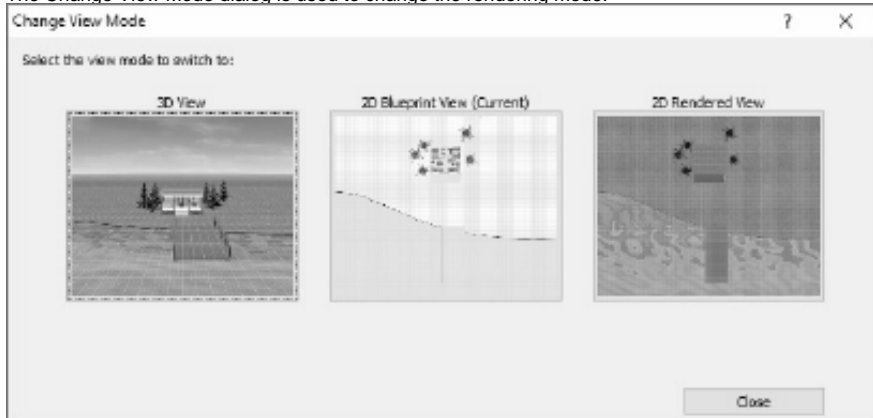 The Change View Mode dialog is used to change the rendering mode.
Change View Mode ? ✕
Select the view mode to switch to:
3D View 2D Blueprint View (Current) 2D Rendered View
Close